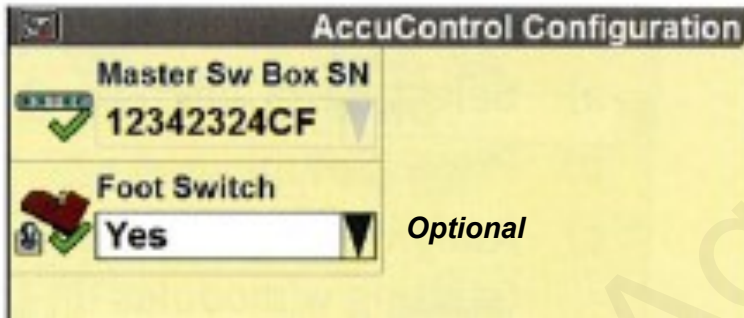 AccuControl Configuration
Master Sw Box SN
12342324CF
Foot Switch
Yes
Optional